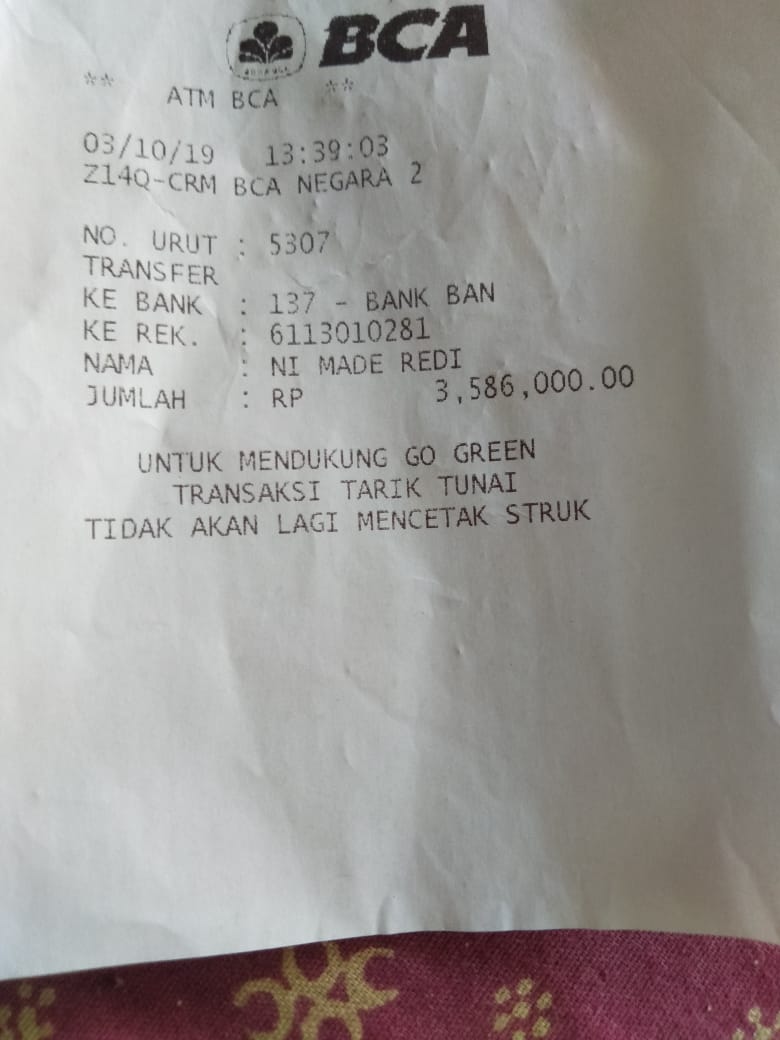 BCA
** ATM BCA **
03/10/19 13:39:03
Z14Q-CRM BCA NEGARA 2
NO. URUT : 5307
TRANSFER
KE BANK : 137 - BANK BAN
KE REK. : 6113010281
NAMA : NI MADE REDI
JUMLAH : RP 3,586,000.00
UNTUK MENDUKUNG GO GREEN
TRANSAKSI TARIK TUNAI
TIDAK AKAN LAGI MENCETAK STRUK